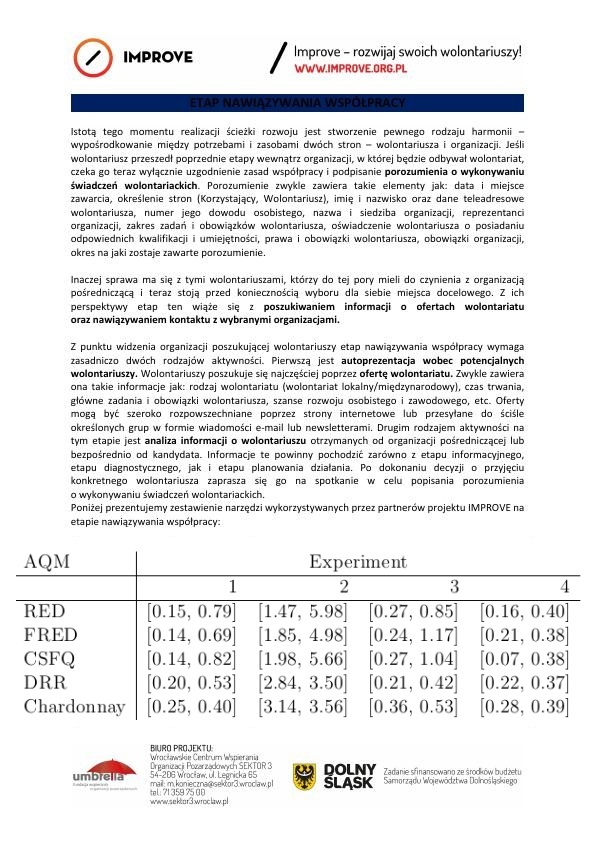 IMPROVE
Improve – rozwijaj swoich wolontariuszy!
WWW.IMPROVE.ORG.PL
ETAP NAWIĄZYWANIA WSPÓŁPRACY
Istotą tego momentu realizacji ścieżki rozwoju jest stworzenie pewnego rodzaju harmonii –
wypośrodkowanie między potrzebami i zasobami dwóch stron – wolontariusza i organizacji. Jeśli
wolontariusz przeszedł poprzednie etapy wewnątrz organizacji, w której będzie odbywał wolontariat,
czeka go teraz wyłącznie uzgodnienie zasad współpracy i podpisanie porozumienia o wykonywaniu
świadczeń wolontariackich. Porozumienie zwykle zawiera takie elementy jak: data i miejsce
zawarcia, określenie stron (Korzystający, Wolontariusz), imię i nazwisko oraz dane teleadresowe
wolontariusza, numer jego dowodu osobistego, nazwa i siedziba organizacji, reprezentanci
organizacji, zakres zadań i obowiązków wolontariusza, oświadczenie wolontariusza o posiadaniu
odpowiednich kwalifikacji i umiejętności, prawa i obowiązki wolontariusza, obowiązki organizacji,
okres na jaki zostaje zawarte porozumienie.
Inaczej sprawa ma się z tymi wolontariuszami, którzy do tej pory mieli do czynienia z organizacją
pośredniczącą i teraz stoją przed koniecznością wyboru dla siebie miejsca docelowego. Z ich
perspektywy etap ten wiąże się z poszukiwaniem informacji o ofertach wolontariatu
oraz nawiązywaniem kontaktu z wybranymi organizacjami.
Z punktu widzenia organizacji poszukującej wolontariuszy etap nawiązywania współpracy wymaga
zasadniczo dwóch rodzajów aktywności. Pierwszą jest autoprezentacja wobec potencjalnych
wolontariuszy. Wolontariuszy poszukuje się najczęściej poprzez ofertę wolontariatu. Zwykle zawiera
ona takie informacje jak: rodzaj wolontariatu (wolontariat lokalny/międzynarodowy), czas trwania,
główne zadania i obowiązki wolontariusza, szanse rozwoju osobistego i zawodowego, etc. Oferty
mogą być szeroko rozpowszechniane poprzez strony internetowe lub przesyłane do ściśle
określonych grup w formie wiadomości e-mail lub newsletterami. Drugim rodzajem aktywności na
tym etapie jest analiza informacji o wolontariuszu otrzymanych od organizacji pośredniczącej lub
bezpośrednio od kandydata. Informacje te powinny pochodzić zarówno z etapu informacyjnego,
etapu diagnostycznego, jak i etapu planowania działania. Po dokonaniu decyzji o przyjęciu
konkretnego wolontariusza zaprasza się go na spotkanie w celu popisania porozumienia
o wykonywaniu świadczeń wolontariackich.
Poniżej prezentujemy zestawienie narzędzi wykorzystywanych przez partnerów projektu IMPROVE na
etapie nawiązywania współpracy:
AQM Experiment
1 2 3 4
RED [0.15, 0.79] [1.47, 5.98] [0.27, 0.85] [0.16, 0.40]
FRED [0.14, 0.69] [1.85, 4.98] [0.24, 1.17] [0.21, 0.38]
CSFQ [0.14, 0.82] [1.98, 5.66] [0.27, 1.04] [0.07, 0.38]
DRR [0.20, 0.53] [2.84, 3.50] [0.21, 0.42] [0.22, 0.37]
Chardonnay [0.25, 0.40] [3.14, 3.56] [0.36, 0.53] [0.28, 0.39]
umbrella
fundacja wspierania
organizacji pozarządowych
BIURO PROJEKTU:
Wrocławskie Centrum Wspierania
Organizacji Pozarządowych SEKTOR 3
54-206 Wrocław, ul. Legnicka 65
mail: m.konieczna@sektor3.wroclaw.pl
tel.: 71 359 75 00
www.sektor3.wroclaw.pl
DOLNY
ŚLĄSK
Zadanie sfinansowano ze środków budżetu
Samorządu Województwa Dolnośląskiego